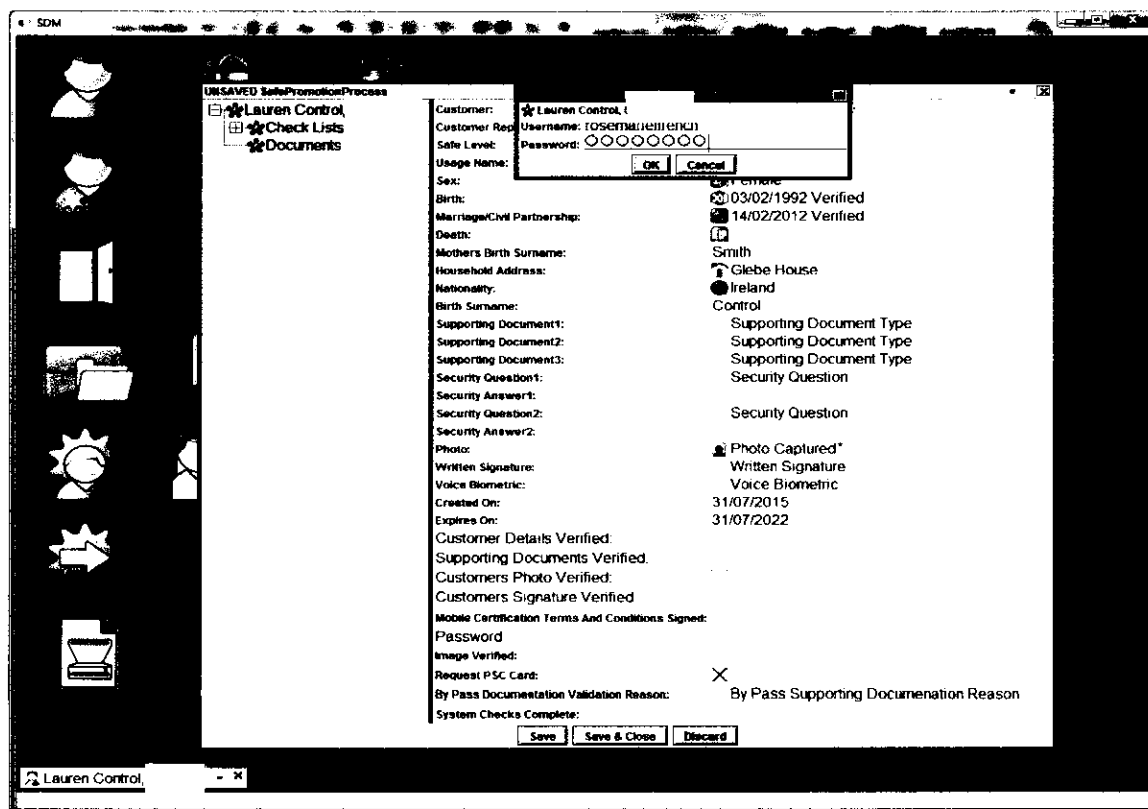 SDM
UNSAVED SafePromotionProcess
Lauren Control,
Check Lists
Documents
Customer:
Lauren Control,
Customer Rep
Username: rosemariefrench
Safe Level:
Password:
OK Cancel
Usage Name:
Sex: Female
Birth: 03/02/1992 Verified
Marriage/Civil Partnership: 14/02/2012 Verified
Death:
Mothers Birth Surname: Smith
Household Address: Glebe House
Nationality: Ireland
Birth Surname: Control
Supporting Document1: Supporting Document Type
Supporting Document2: Supporting Document Type
Supporting Document3: Supporting Document Type
Security Question1: Security Question
Security Answer1:
Security Question2: Security Question
Security Answer2:
Photo: Photo Captured*
Written Signature: Written Signature
Voice Biometric: Voice Biometric
Created On: 31/07/2015
Expires On: 31/07/2022
Customer Details Verified:
Supporting Documents Verified.
Customers Photo Verified:
Customers Signature Verified
Mobile Certification Terms And Conditions Signed:
Password
Image Verified:
Request PSC Card:
By Pass Documentation Validation Reason: By Pass Supporting Documenation Reason
System Checks Complete:
Save Save & Close Discard
Lauren Control,